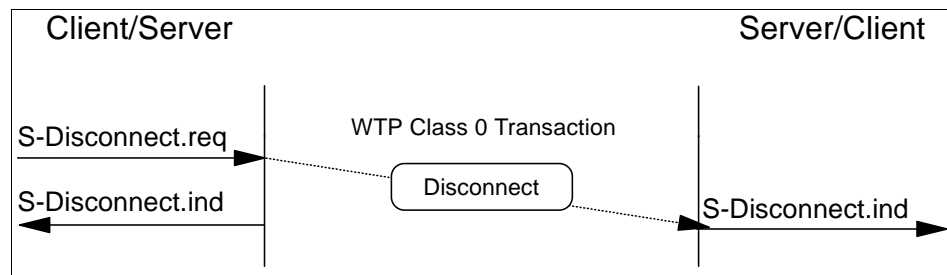 Client/Server
Server/Client
WTP Class 0 Transaction
S-Disconnect.req
Disconnect
S-Disconnect.ind
S-Disconnect.ind